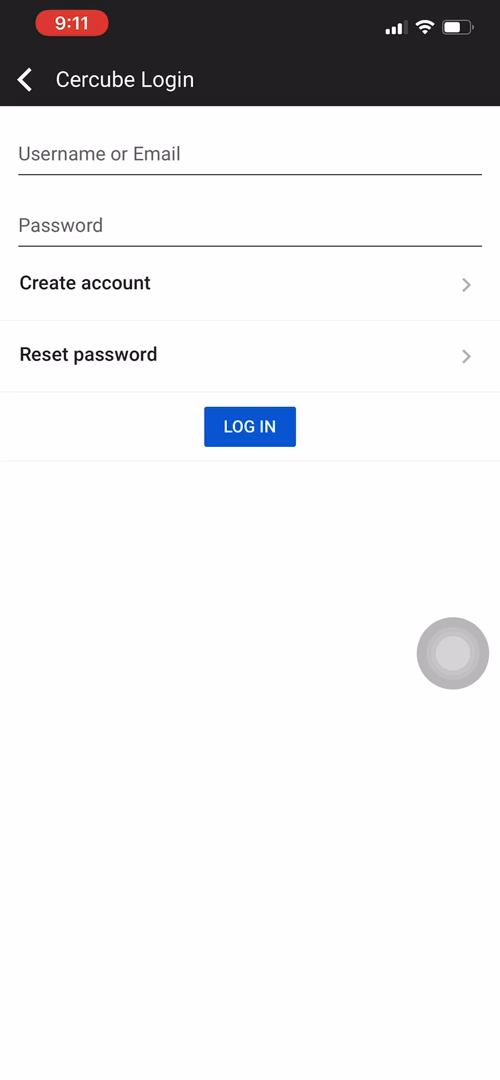 9:11
Cercube Login
Username or Email
Password
Create account
Reset password
LOG IN